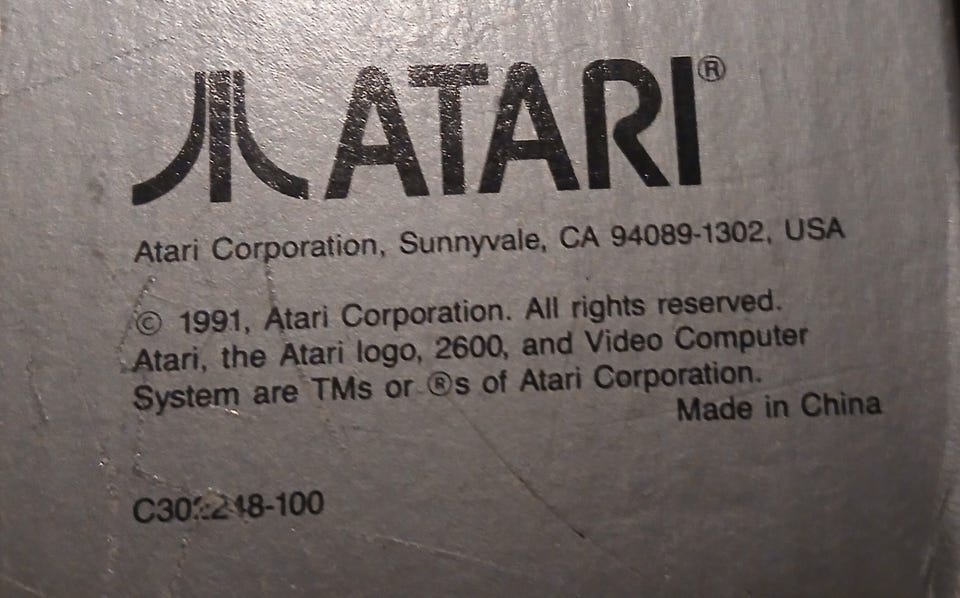 ATARI®
Atari Corporation, Sunnyvale, CA 94089-1302, USA
© 1991, Atari Corporation. All rights reserved.
Atari, the Atari logo, 2600, and Video Computer
System are TMs or ®s of Atari Corporation.
Made in China